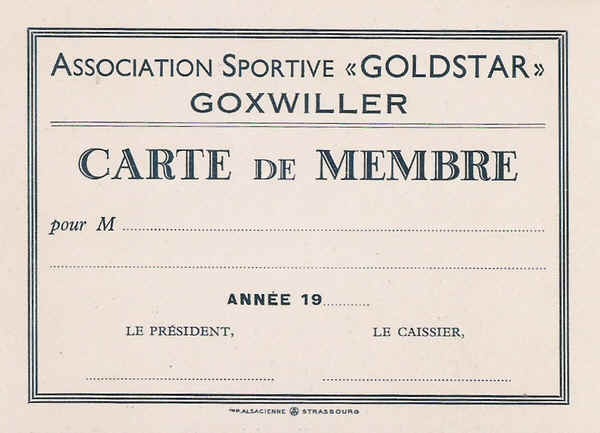 ASSOCIATION SPORTIVE «GOLDSTAR»
GOXWILLER
CARTE DE MEMBRE
pour M
ANNÉE 19
LE PRÉSIDENT, LE CAISSIER,
IMP. ALSACIENNE STRASBOURG